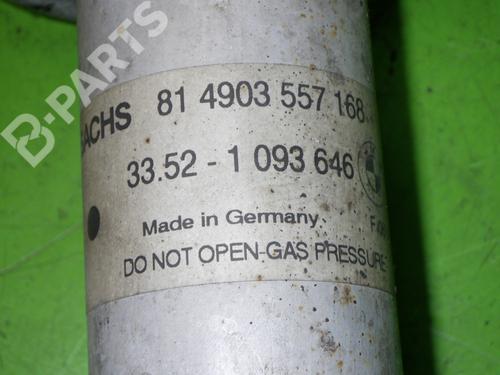 B-PARTS
SACHS 81 4903 557 168
33.52 - 1 093 646
Made in Germany
DO NOT OPEN-GAS PRESSURE